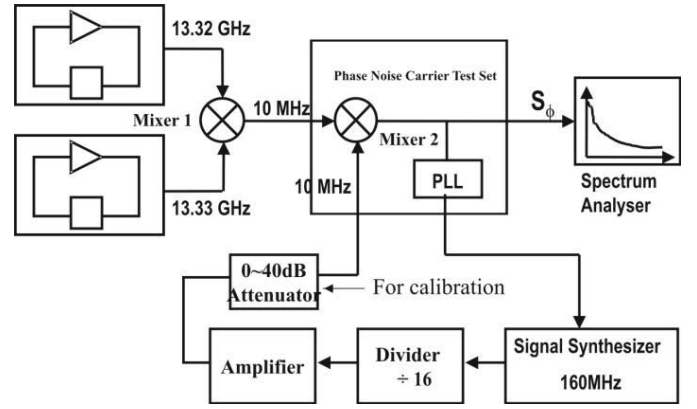 13.32 GHz
Mixer 1
13.33 GHz
10 MHz
Phase Noise Carrier Test Set
Mixer 2
10 MHz
PLL
Sϕ
Spectrum
Analyser
0~40dB
Attenuator
For calibration
Amplifier
Divider
÷ 16
Signal Synthesizer
160MHz